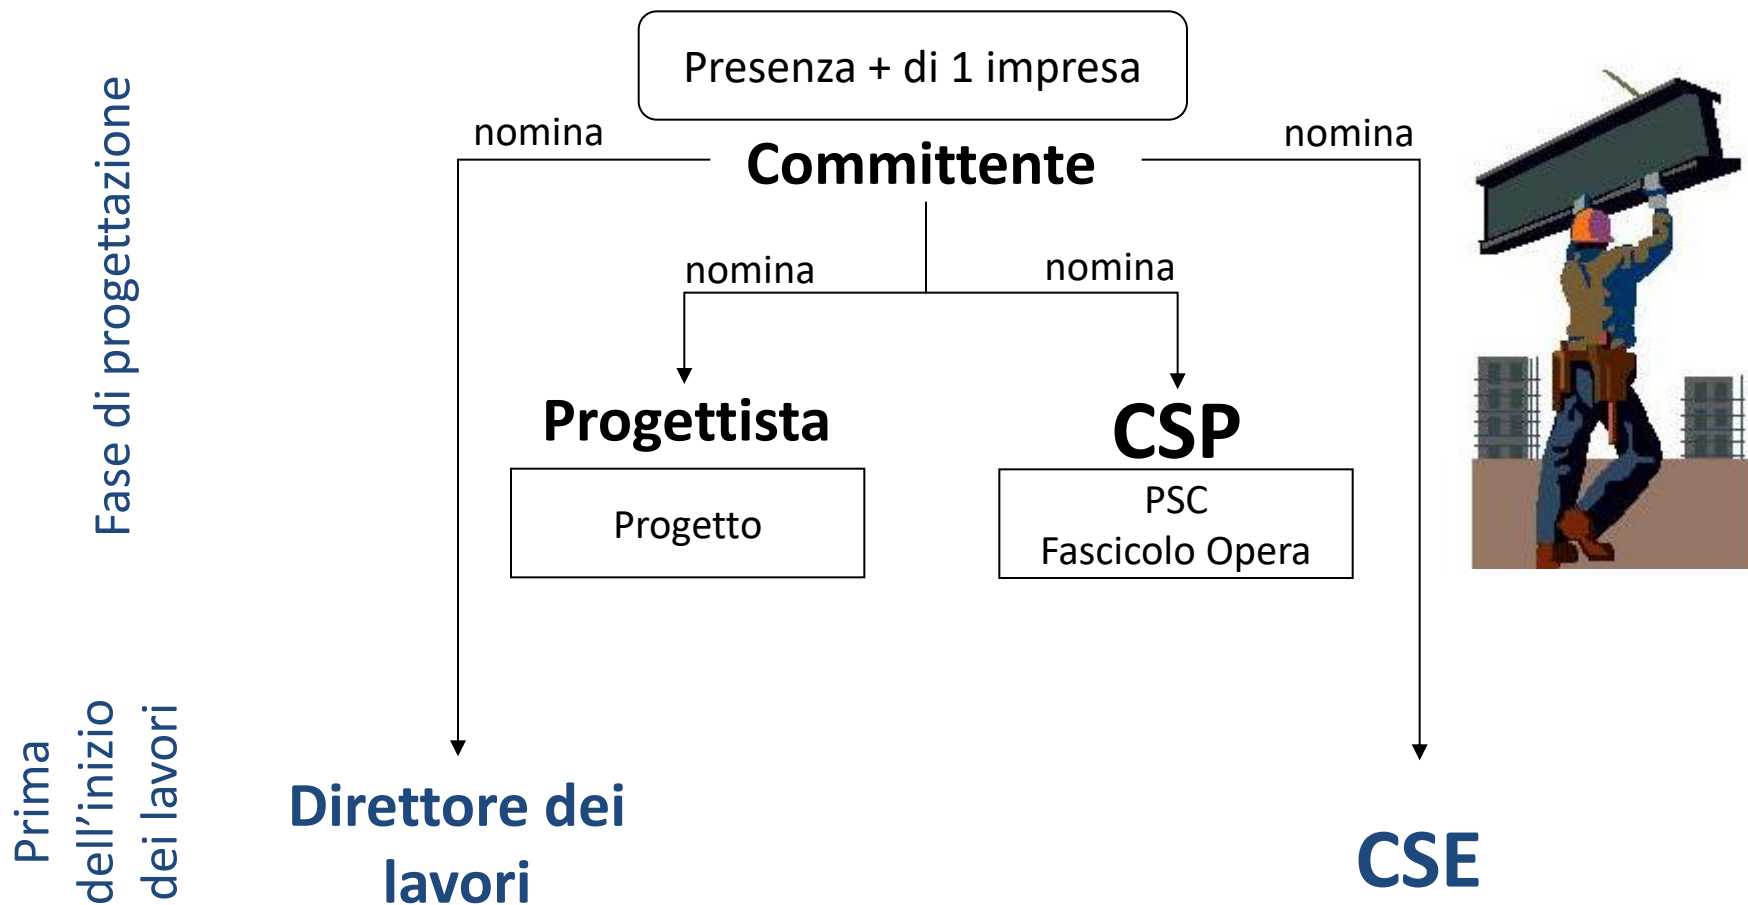 Presenza + di 1 impresa
nomina
Committente
nomina
nomina
nomina
Progettista
CSP
Progetto
PSC
Fascicolo Opera
Fase di progettazione
Prima
dell'inizio
dei lavori
Direttore dei
lavori
CSE